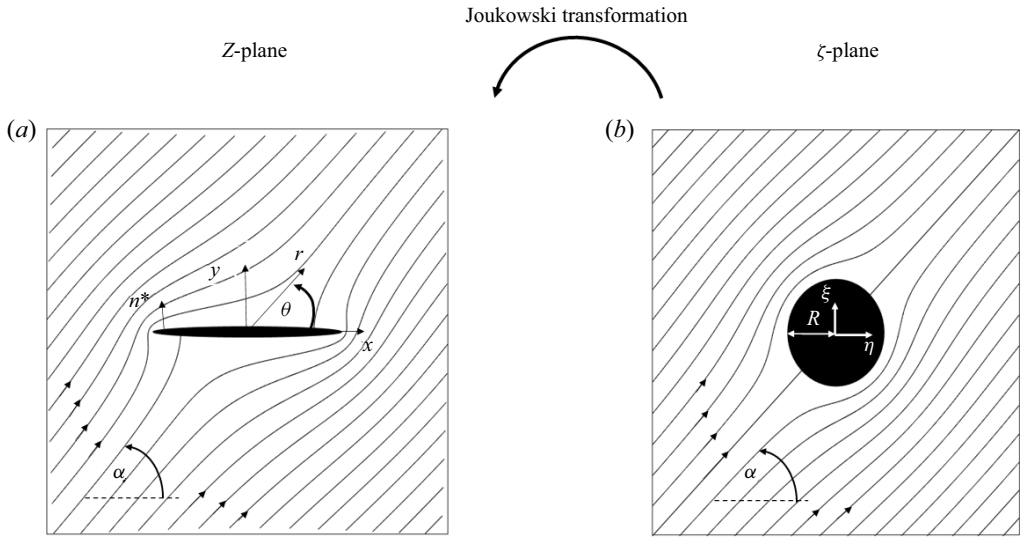 Joukowski transformation
Z-plane
ζ-plane
(a)
(b)
y
r
n*
θ
x
α
ξ
R
η
α